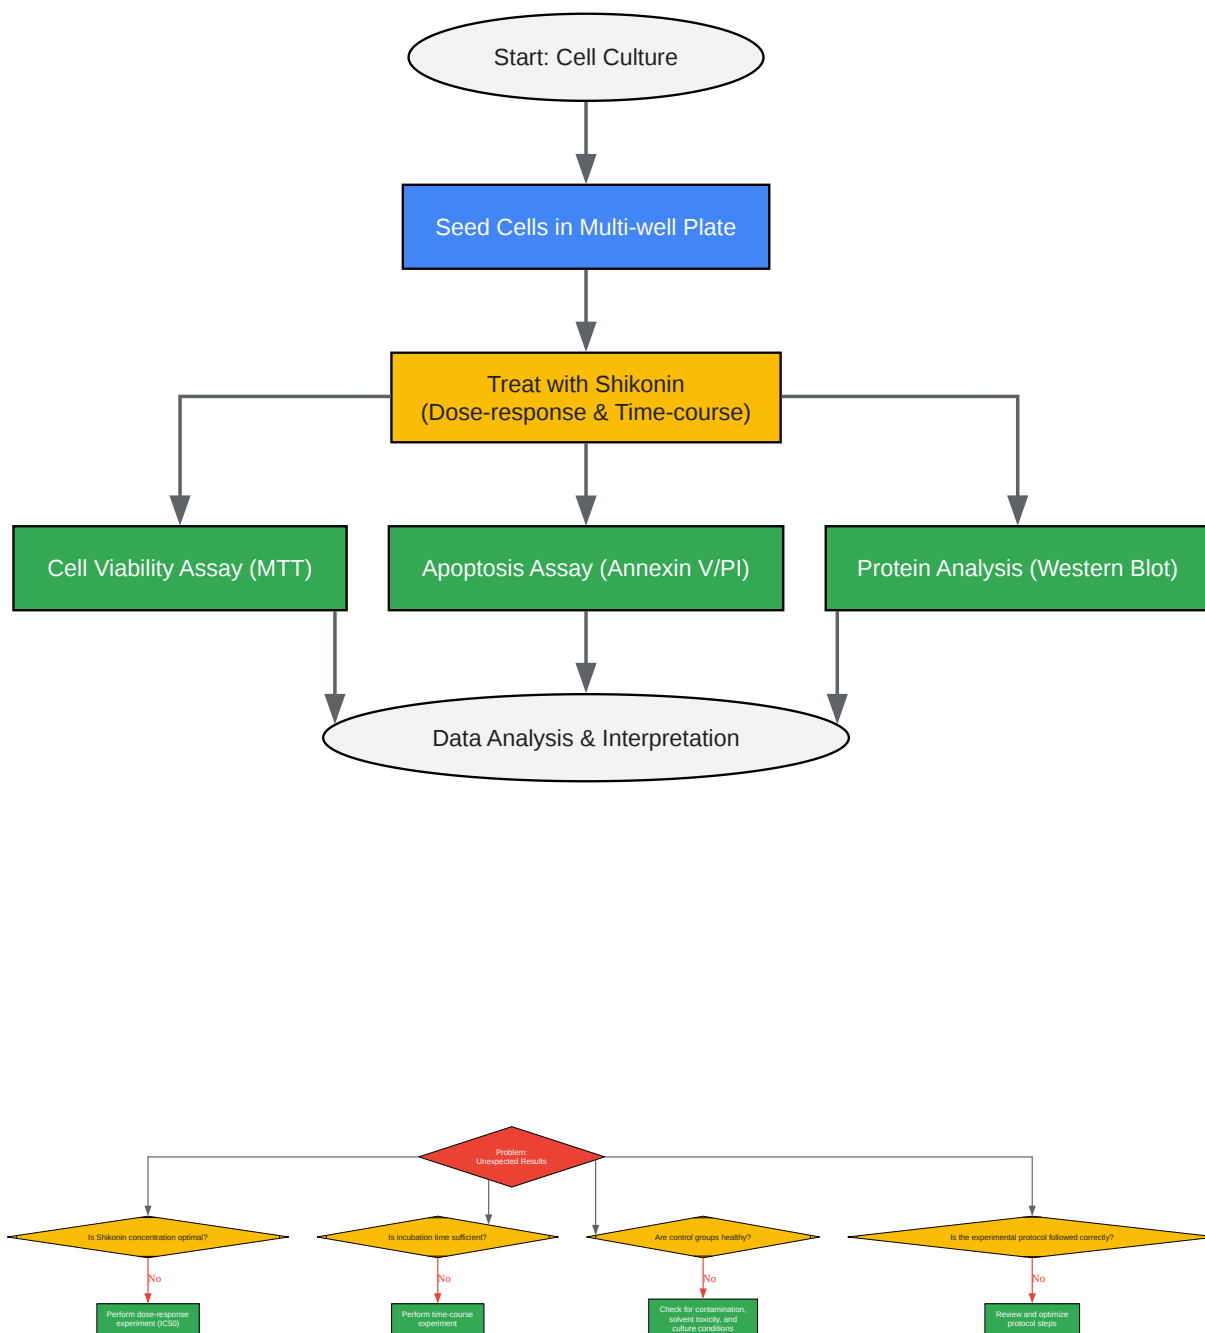 Start: Cell Culture
Seed Cells in Multi-well Plate
Treat with Shikonin
(Dose-response & Time-course)
Cell Viability Assay (MTT)
Apoptosis Assay (Annexin V/PI)
Protein Analysis (Western Blot)
Data Analysis & Interpretation
Problem:
Unexpected Results
Is Shikonin concentration optimal?
Is incubation time sufficient?
Are control groups healthy?
Is the experimental protocol followed correctly?
No
No
No
No
Perform dose-response
experiment (IC50)
Perform time-course
experiment
Check for contamination,
solvent toxicity, and
culture conditions
Review and optimize
protocol steps